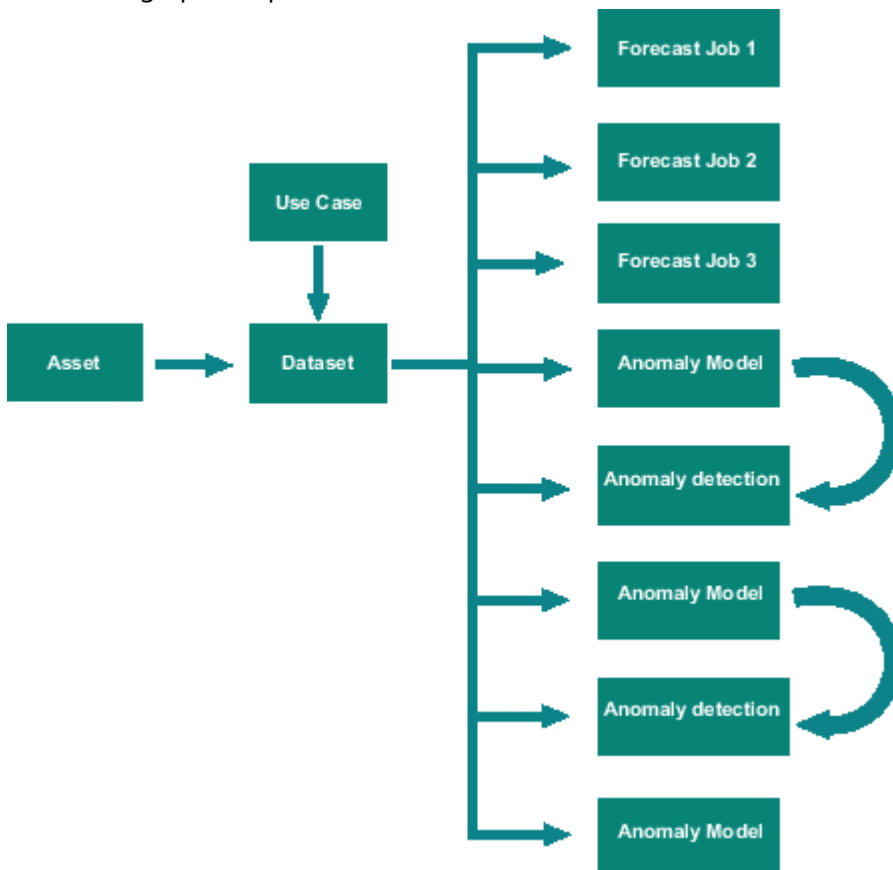 Forecast Job 1
Forecast Job 2
Use Case
Forecast Job 3
Asset
Dataset
Anomaly Model
Anomaly detection
Anomaly Model
Anomaly detection
Anomaly Model